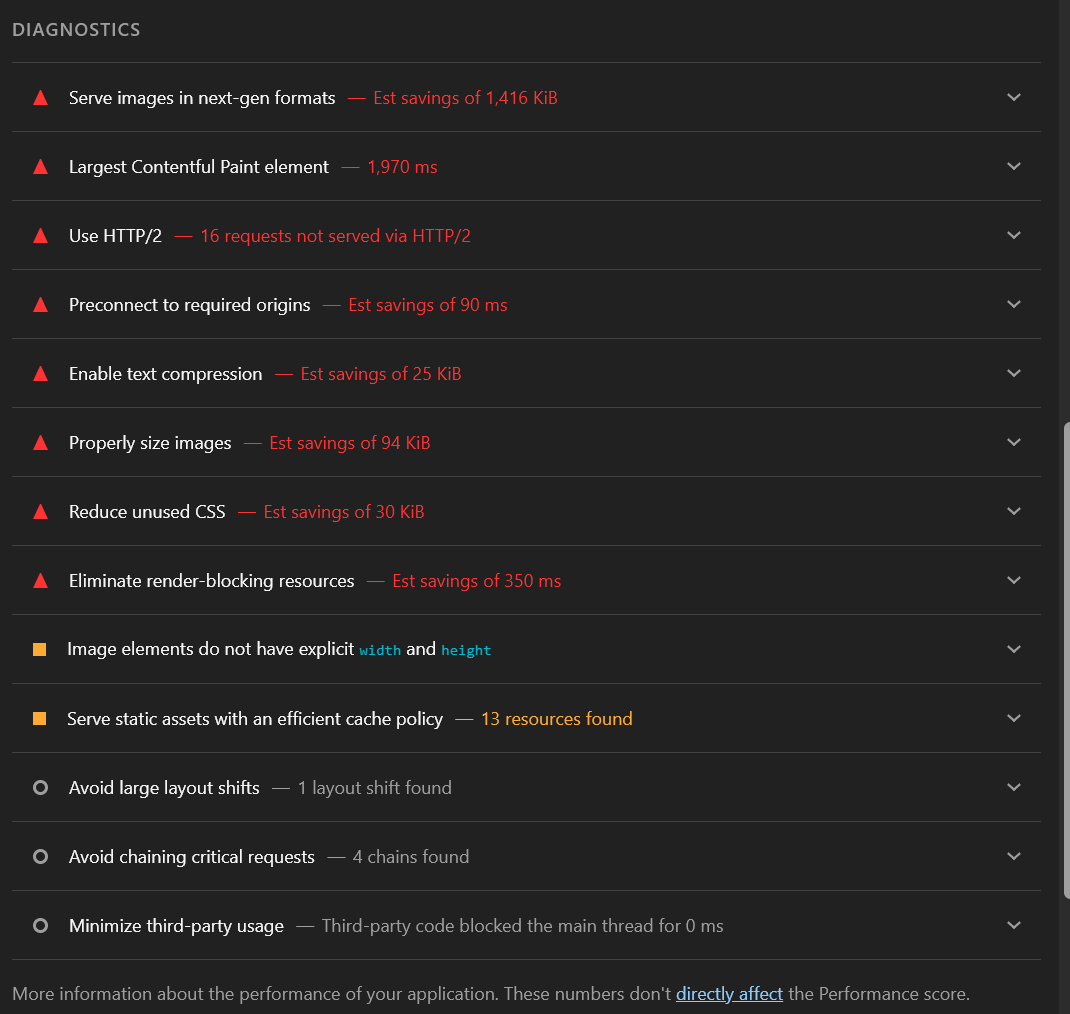 DIAGNOSTICS
Serve images in next-gen formats — Est savings of 1,416 KiB
Largest Contentful Paint element — 1,970 ms
Use HTTP/2 — 16 requests not served via HTTP/2
Preconnect to required origins — Est savings of 90 ms
Enable text compression — Est savings of 25 KiB
Properly size images — Est savings of 94 KiB
Reduce unused CSS — Est savings of 30 KiB
Eliminate render-blocking resources — Est savings of 350 ms
Image elements do not have explicit width and height
Serve static assets with an efficient cache policy — 13 resources found
Avoid large layout shifts — 1 layout shift found
Avoid chaining critical requests — 4 chains found
Minimize third-party usage — Third-party code blocked the main thread for 0 ms
More information about the performance of your application. These numbers don't directly affect the Performance score.